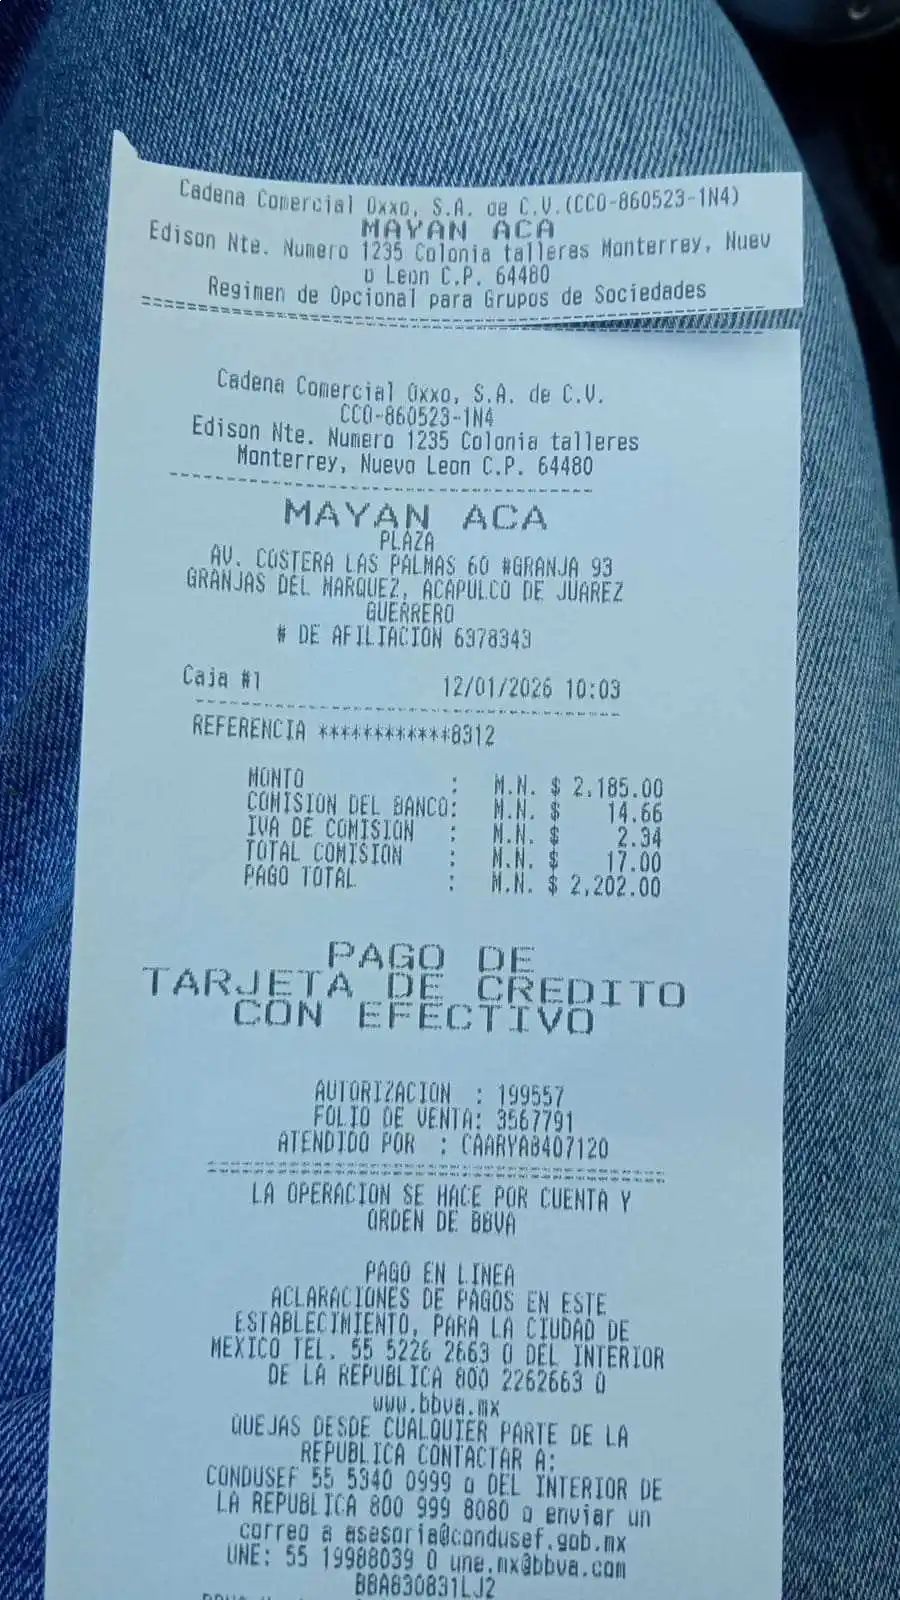 Cadena Comercial Oxxo, S.A. de C.V.(CCO-860523-1N4)
MAYAN ACA
Edison Nte. Numero 1235 Colonia talleres Monterrey, Nuev
o Leon C.P. 64480
Regimen de Opcional para Grupos de Sociedades
Cadena Comercial Oxxo, S.A. de C.V.
CCO-860523-1N4
Edison Nte. Numero 1235 Colonia talleres
Monterrey, Nuevo Leon C.P. 64480
MAYAN ACA
PLAZA
AV. COSTERA LAS PALMAS 60 #GRANJA 93
GRANJAS DEL MARQUEZ, ACAPULCO DE JUAREZ
GUERRERO
# DE AFILIACION 6378343
Caja #1 12/01/2026 10:03
REFERENCIA ************8312
MONTO : M.N. $ 2,185.00
COMISION DEL BANCO: M.N. $ 14.66
IVA DE COMISION : M.N. $ 2.34
TOTAL COMISION : M.N. $ 17.00
PAGO TOTAL : M.N. $ 2,202.00
PAGO DE
TARJETA DE CREDITO
CON EFECTIVO
AUTORIZACION : 199557
FOLIO DE VENTA: 3567791
ATENDIDO POR : CAARYA8407120
LA OPERACION SE HACE POR CUENTA Y
ORDEN DE BBVA
PAGO EN LINEA
ACLARACIONES DE PAGOS EN ESTE
ESTABLECIMIENTO, PARA LA CIUDAD DE
MEXICO TEL. 55 5226 2663 O DEL INTERIOR
DE LA REPUBLICA 800 2262663 O
www.bbva.mx
QUEJAS DESDE CUALQUIER PARTE DE LA
REPUBLICA CONTACTAR A:
CONDUSEF 55 5340 0999 o DEL INTERIOR DE
LA REPUBLICA 800 999 8080 o enviar un
correo a asesoria@condusef.gob.mx
UNE: 55 19988039 O une.mx@bbva.com
BBA830831LJ2